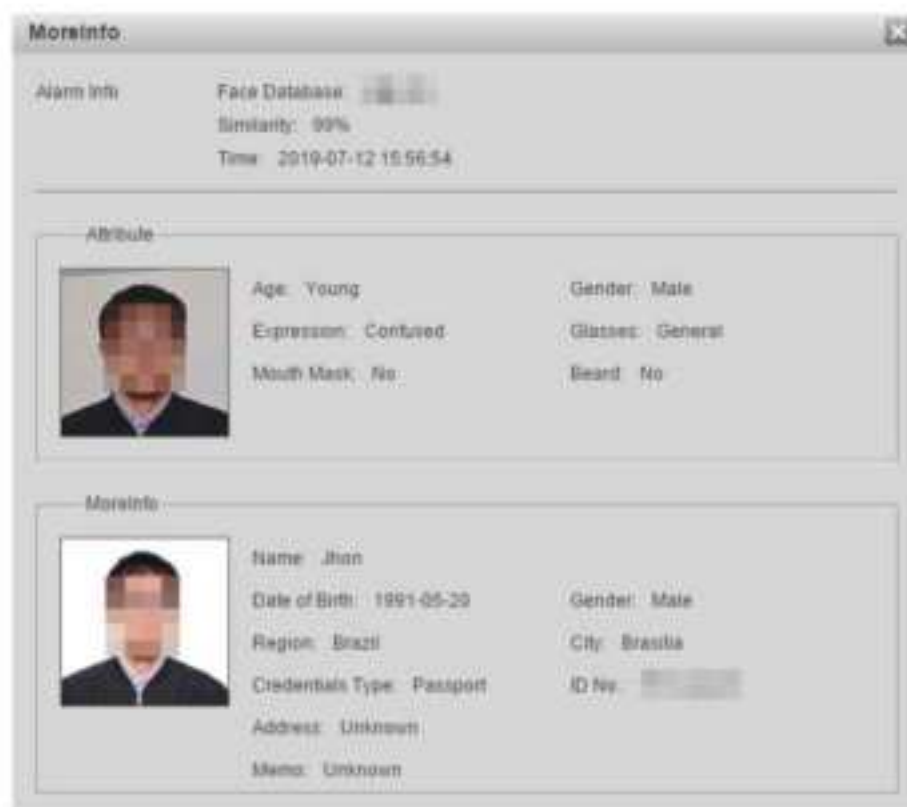 MoreInfo
Alarm Info
Face Database:
Similarity: 99%
Time: 2019-07-12 15:56:54
Attribute
Age: Young Gender: Male
Expression: Confused Glasses: General
Mouth Mask: No Beard: No
MoreInfo
Name: Jhon
Date of Birth: 1991-05-20 Gender: Male
Region: Brazil City: Brasilia
Credentials Type: Passport ID No.:
Address: Unknown
Memo: Unknown